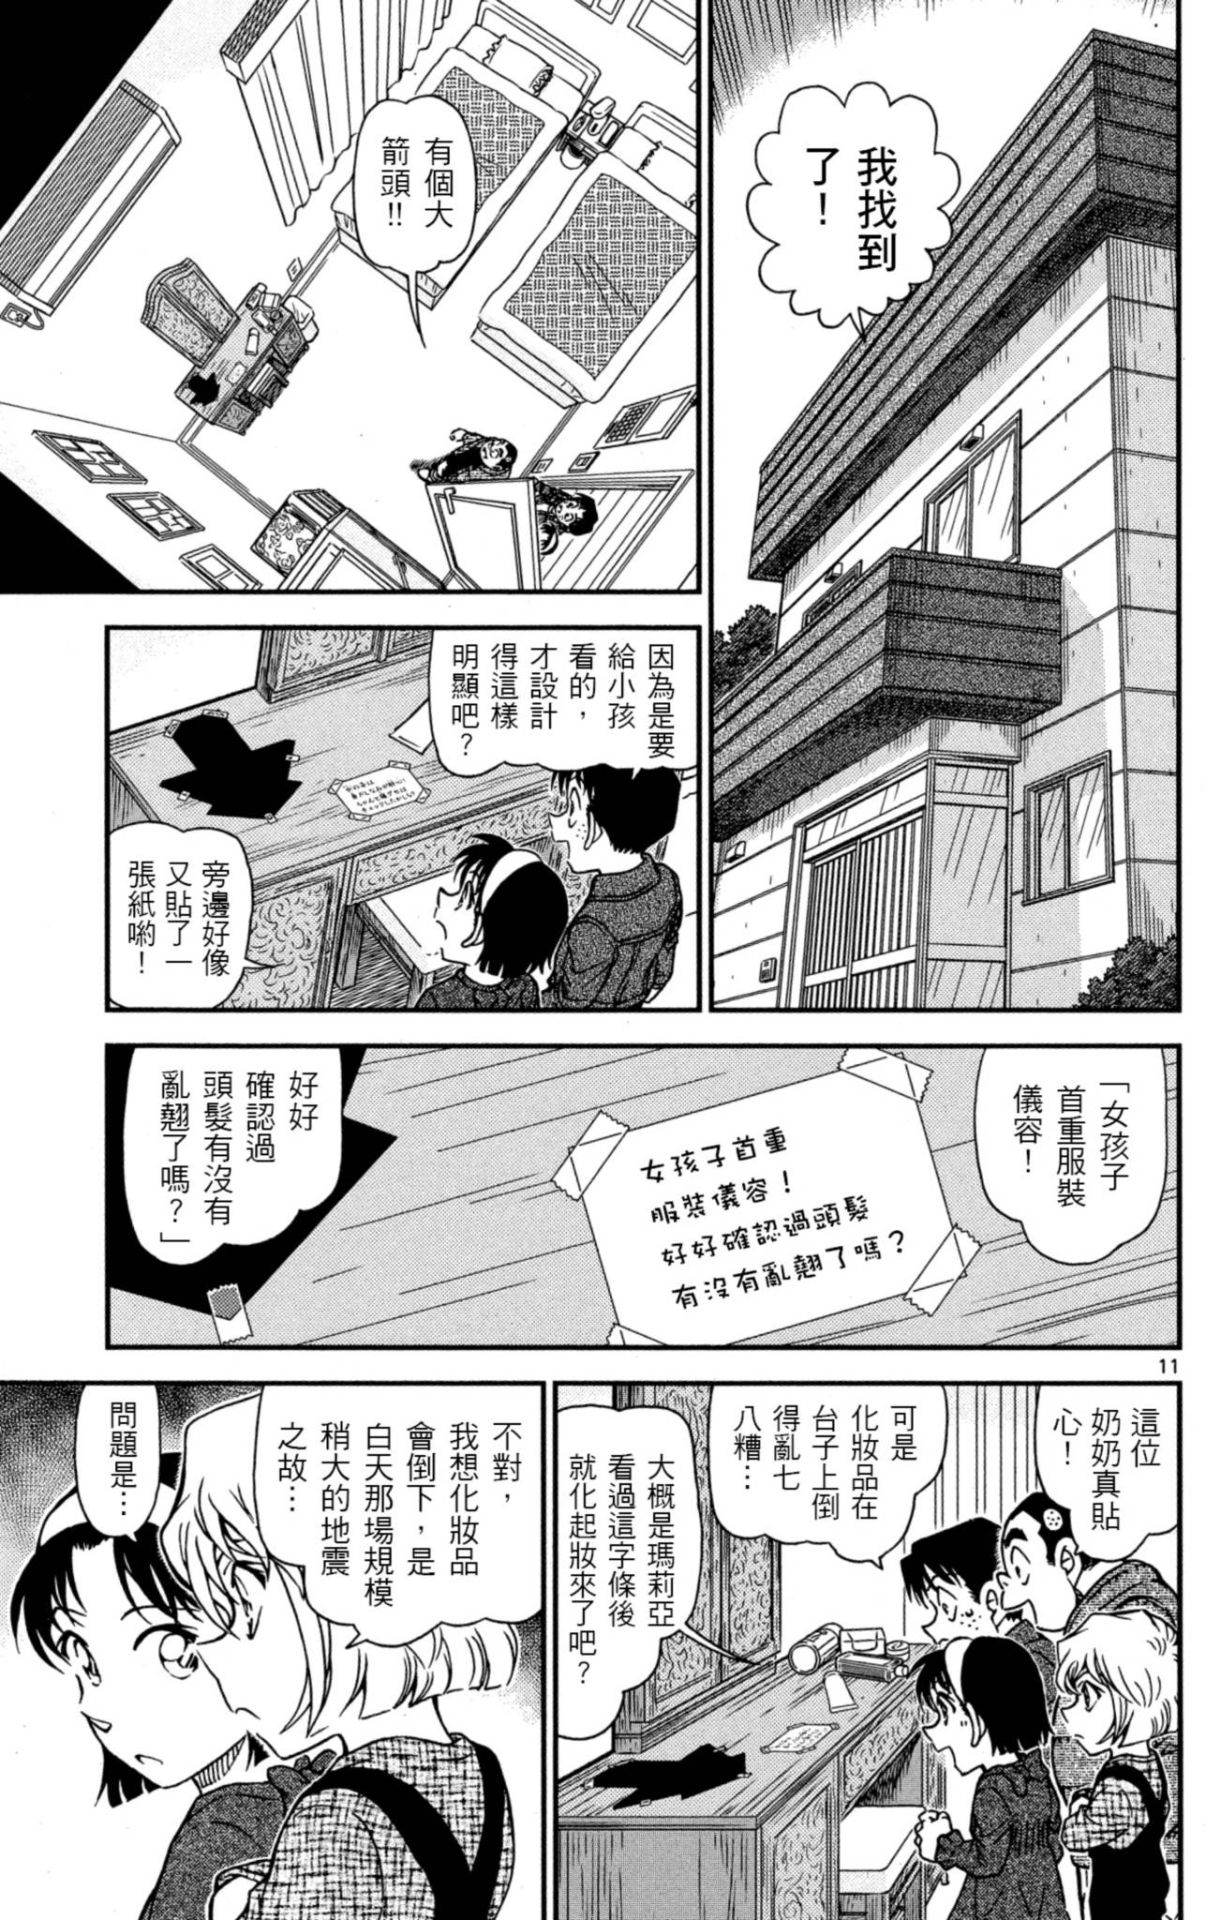 我找到
了！
有個大
箭頭!!
因為是要
給小孩
看的，
才設計
得這樣
明顯吧？
旁邊好像
又貼了一
張紙喲！
「女孩子
首重服裝
儀容！
女孩子首重
服裝儀容！
好好確認過頭髮
有沒有亂翹了嗎？
好好
確認過
頭髮有沒有
亂翹了嗎？」
11
這位
奶奶真貼
心！
可是
化妝品在
台子上倒
得亂七
八糟…
大概是瑪莉亞
看過這字條後
就化起妝來了吧？
不對，
我想化妝品
會倒下，是
白天那場規模
稍大的地震
之故…
問題是…